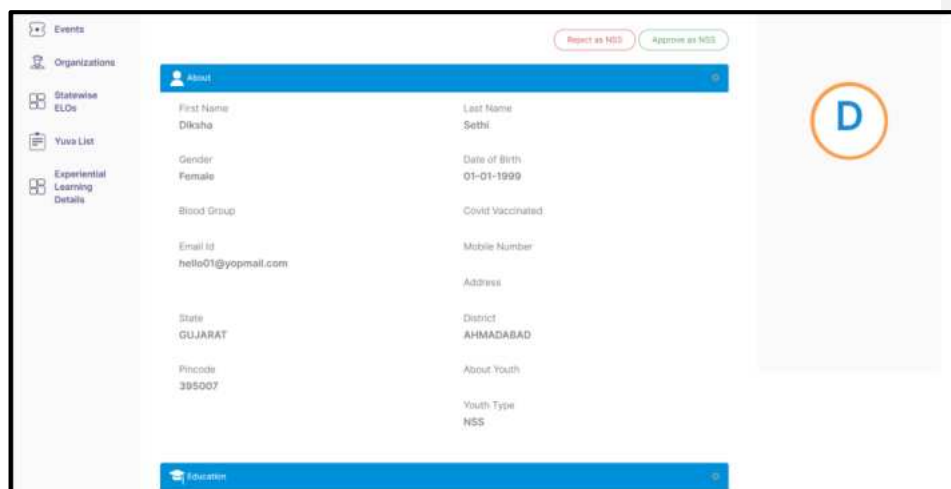 Events
Organizations
Statewise
ELOs
Yuva List
Experiential
Learning
Details
Reject as NSS
Approve as NSS
About
First Name
Last Name
Diksha
Sethi
Gender
Date of Birth
Female
01-01-1999
Blood Group
Covid Vaccinated
Email Id
Mobile Number
hello01@yopmail.com
Address
State
District
GUJARAT
AHMADABAD
Pincode
About Youth
395007
Youth Type
NSS
Education
D